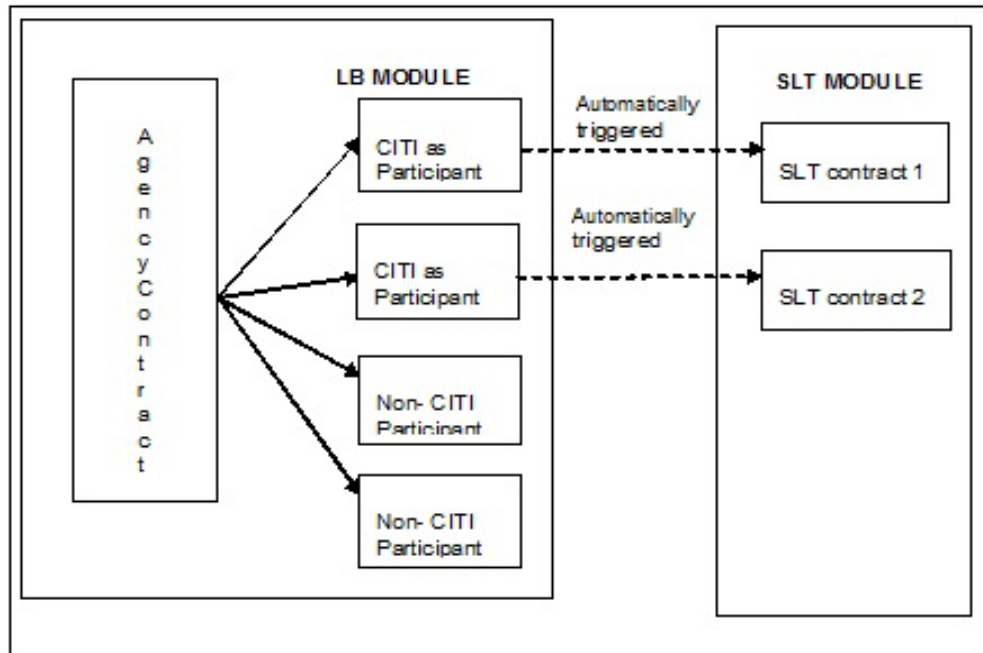 LB MODULE
SLT MODULE
A
g
e
n
c
y
C
o
n
t
r
a
c
t
CITI as
Participant
Automatically
triggered
SLT contract 1
CITI as
Participant
Automatically
triggered
SLT contract 2
Non- CITI
Participant
Non- CITI
Participant